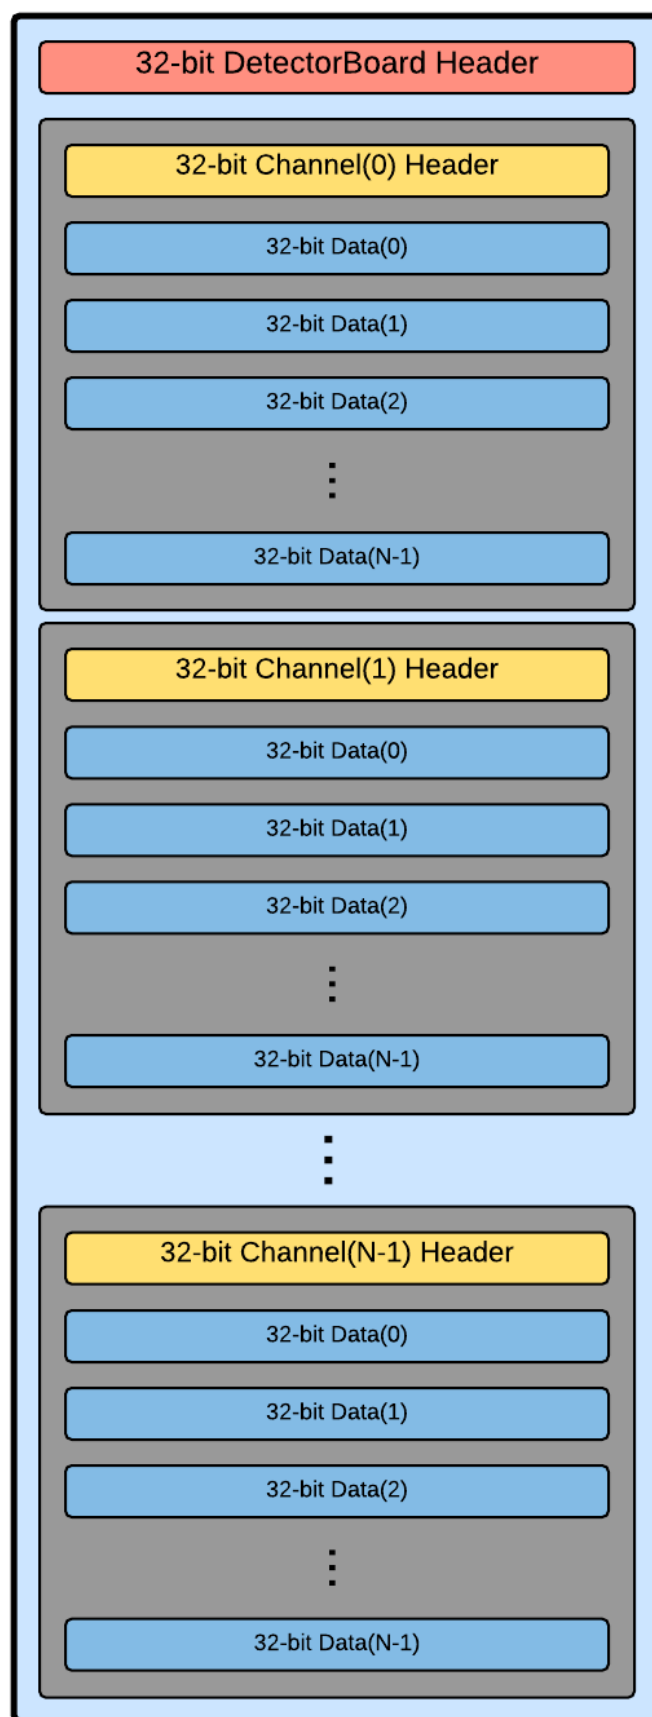 32-bit DetectorBoard Header
32-bit Channel(0) Header
32-bit Data(0)
32-bit Data(1)
32-bit Data(2)
32-bit Data(N-1)
32-bit Channel(1) Header
32-bit Data(0)
32-bit Data(1)
32-bit Data(2)
32-bit Data(N-1)
32-bit Channel(N-1) Header
32-bit Data(0)
32-bit Data(1)
32-bit Data(2)
32-bit Data(N-1)